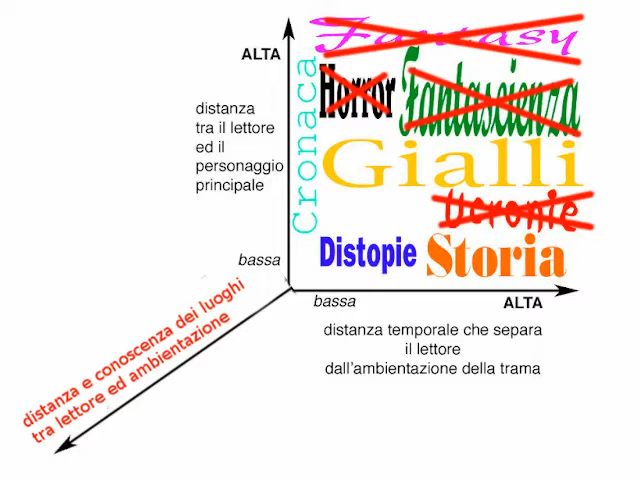 Fantasy
ALTA
Horror
Fantascienza
Cronaca
distanza
tra il lettore
ed il
personaggio
principale
Gialli
Ucronie
bassa
Distopie
Storia
bassa
ALTA
distanza temporale che separa
il lettore
dall'ambientazione della trama
distanza e conoscenza dei luoghi
tra lettore ed ambientazione